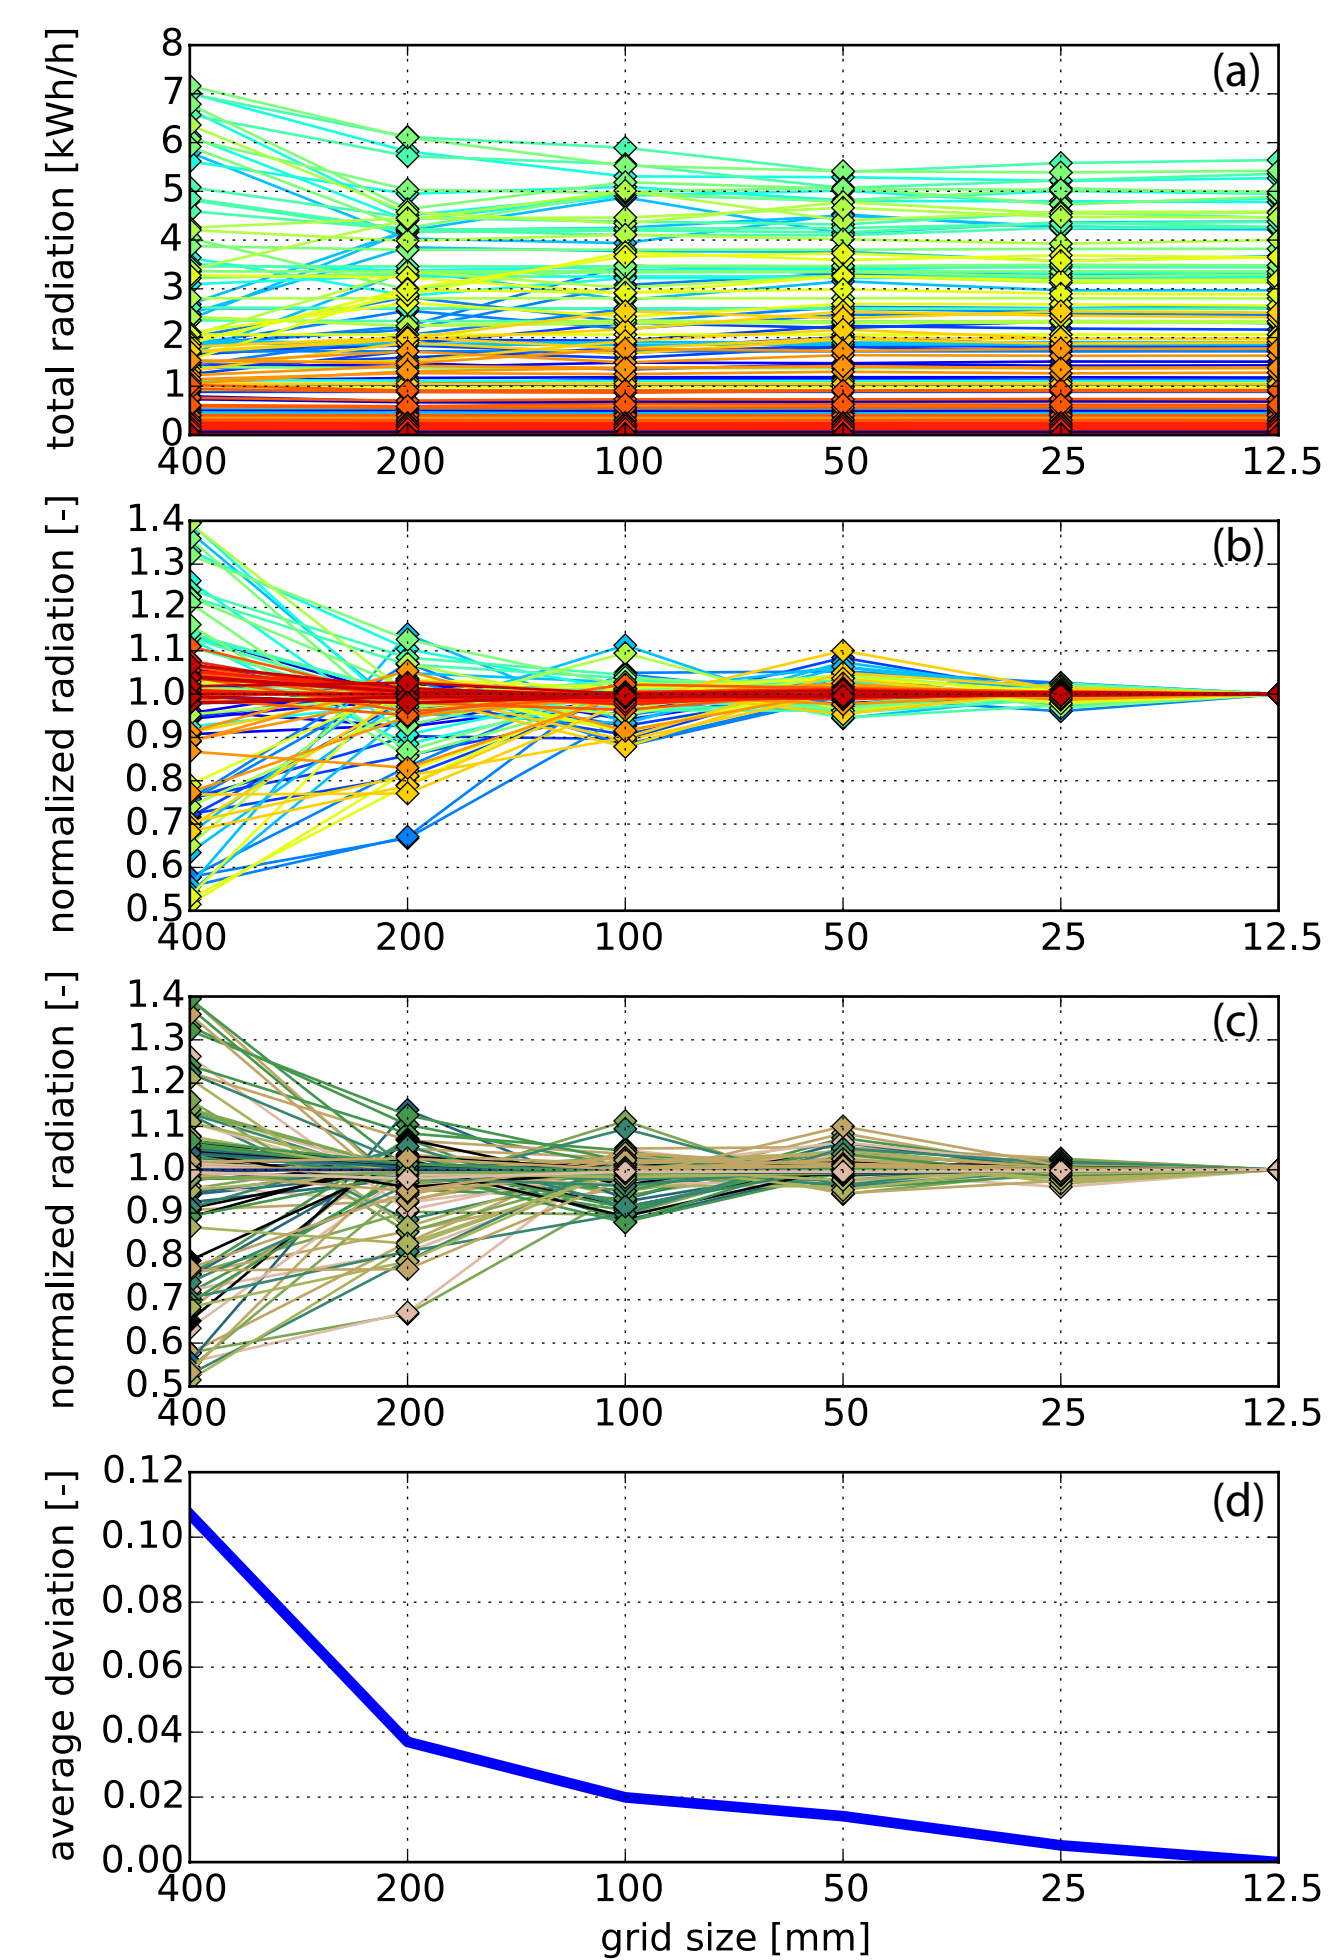 total radiation [kWh/h]
8
7
6
5
4
3
2
1
0
(a)
400 200 100 50 25 12.5
normalized radiation [-]
1.4
1.3
1.2
1.1
1.0
0.9
0.8
0.7
0.6
0.5
(b)
400 200 100 50 25 12.5
normalized radiation [-]
1.4
1.3
1.2
1.1
1.0
0.9
0.8
0.7
0.6
0.5
(c)
400 200 100 50 25 12.5
average deviation [-]
0.12
0.10
0.08
0.06
0.04
0.02
0.00
(d)
400 200 100 50 25 12.5
grid size [mm]